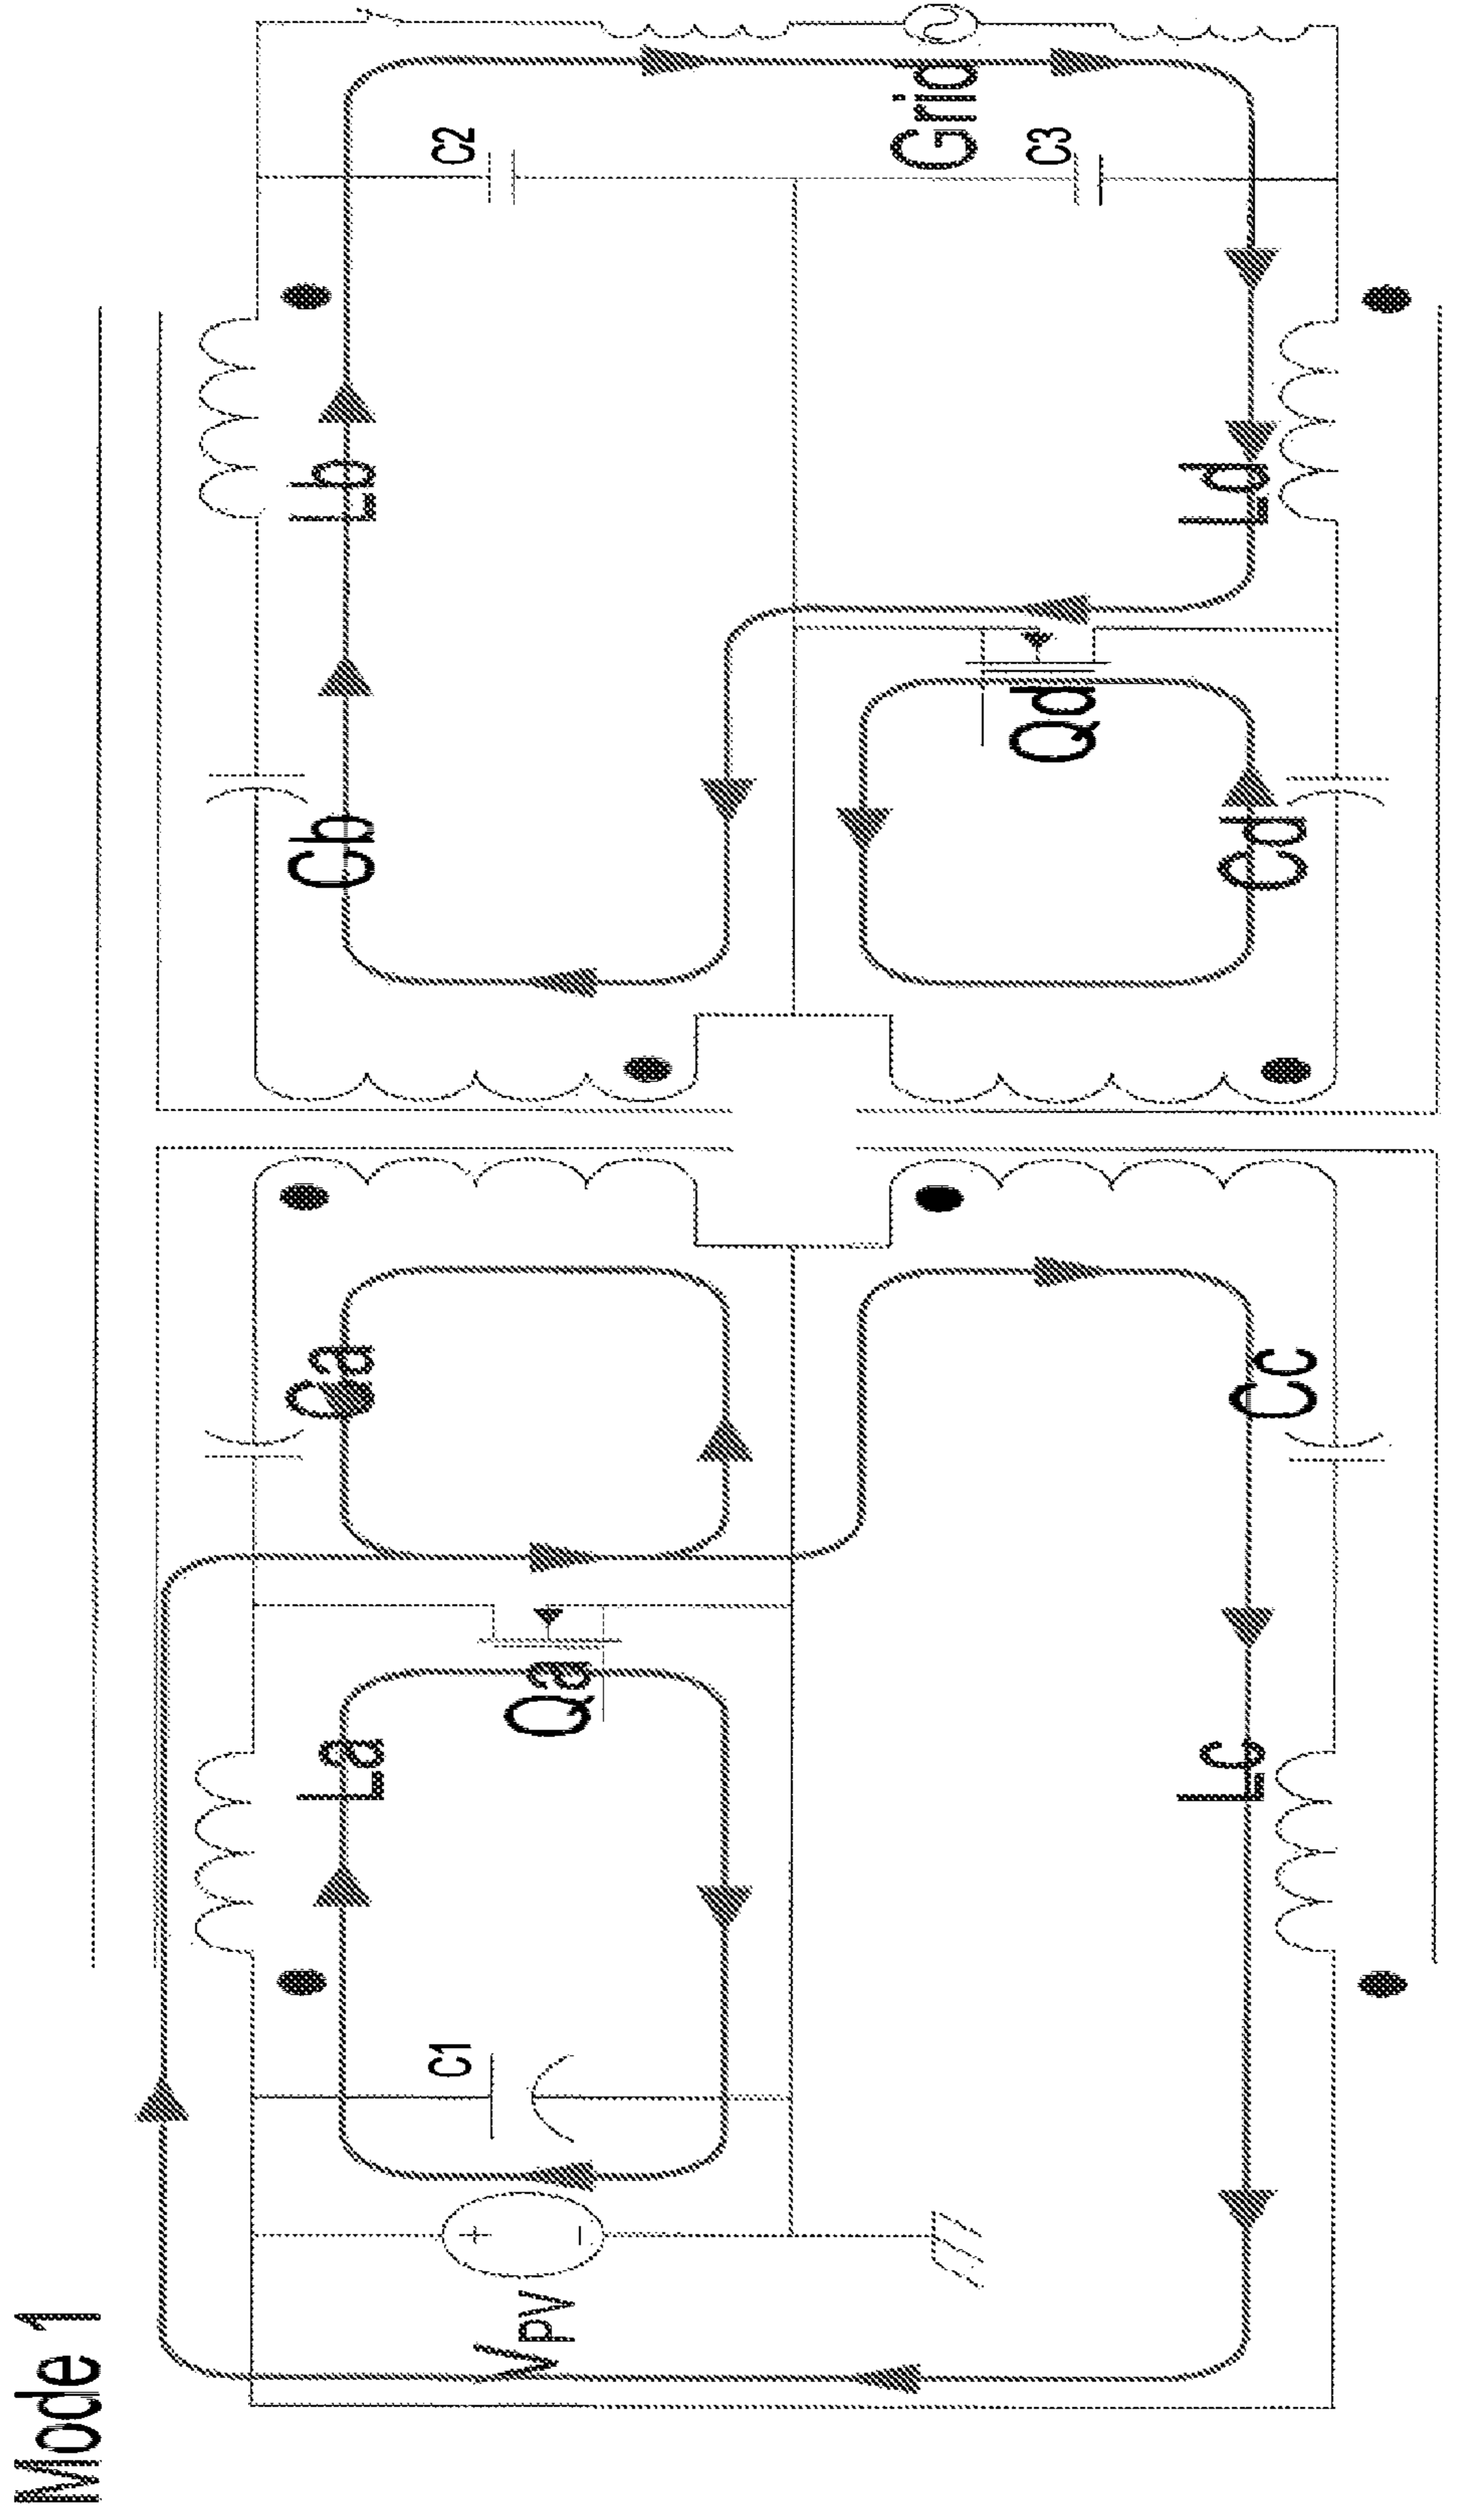 Mode 1
VPV
+
−
C1
La
Qa
Ca
Lc
Cc
Cb
Lb
C2
Cd
Qd
Ld
C3
Grid